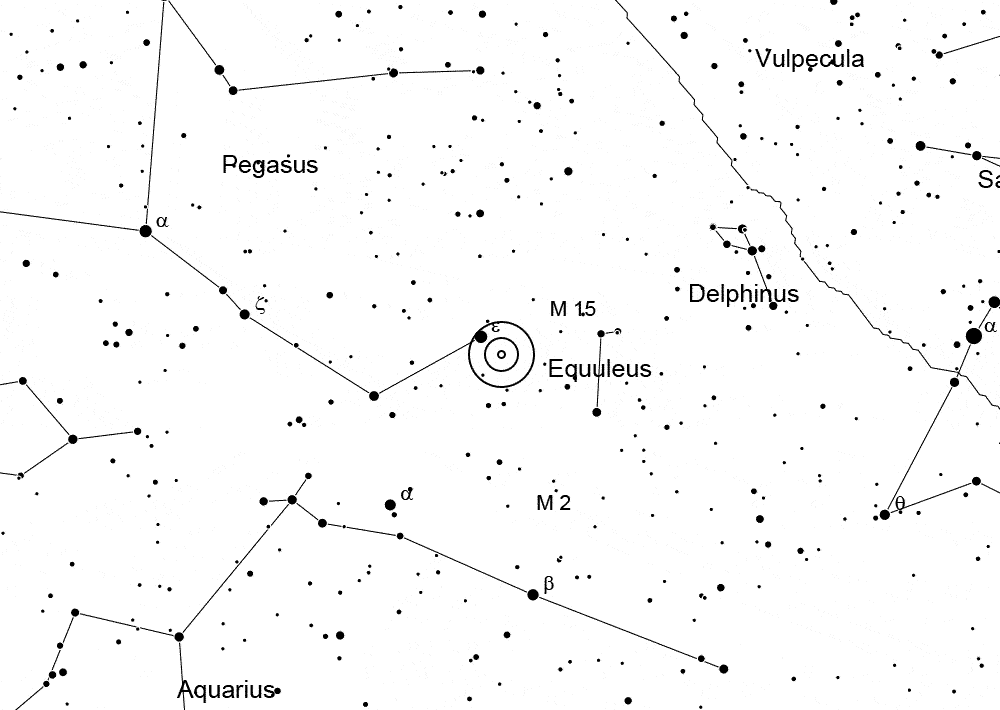 Vulpecula
Pegasus
Sa
α
ζ
Delphinus
M 15
ε
α
Equuleus
α
M 2
θ
β
Aquarius